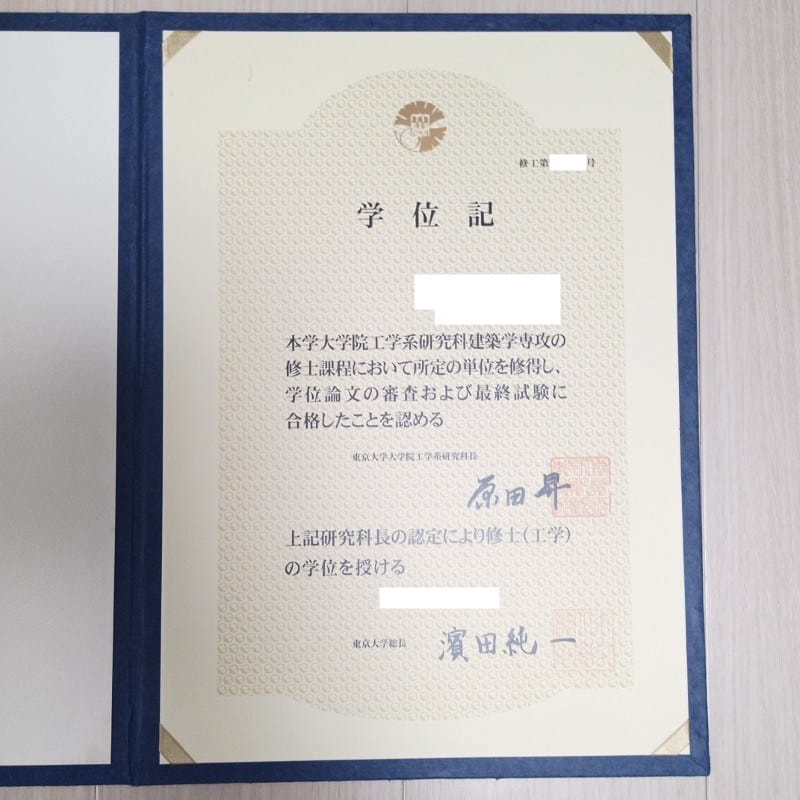 修工第 号
学位記
本学大学院工学系研究科建築学専攻の
修士課程において所定の単位を修得し、
学位論文の審査および最終試験に
合格したことを認める
東京大学大学院工学系研究科長
原田昇
上記研究科長の認定により修士(工学)
の学位を授ける
東京大学総長 濱田純一